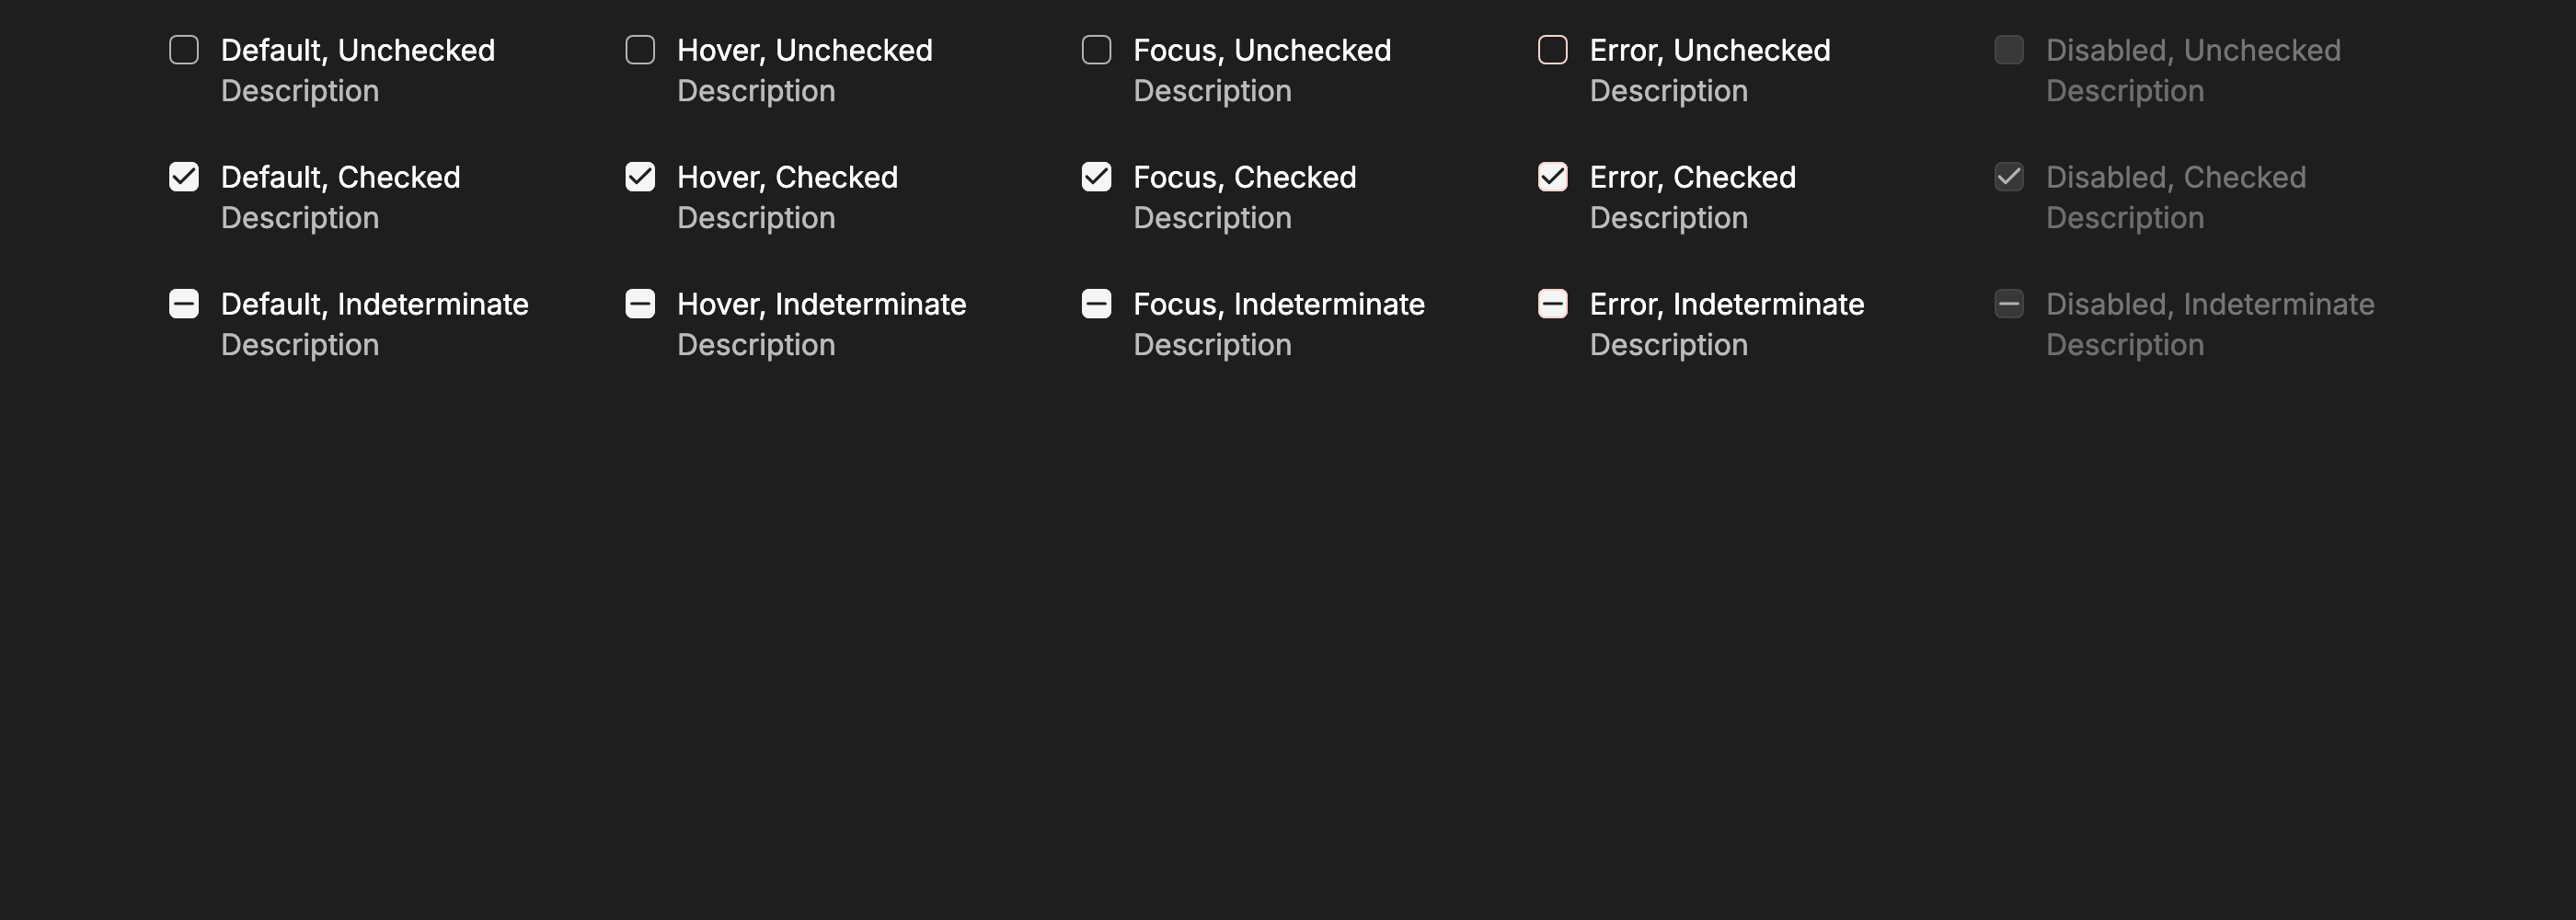 Default, Unchecked
Description
Hover, Unchecked
Description
Focus, Unchecked
Description
Error, Unchecked
Description
Disabled, Unchecked
Description
Default, Checked
Description
Hover, Checked
Description
Focus, Checked
Description
Error, Checked
Description
Disabled, Checked
Description
Default, Indeterminate
Description
Hover, Indeterminate
Description
Focus, Indeterminate
Description
Error, Indeterminate
Description
Disabled, Indeterminate
Description